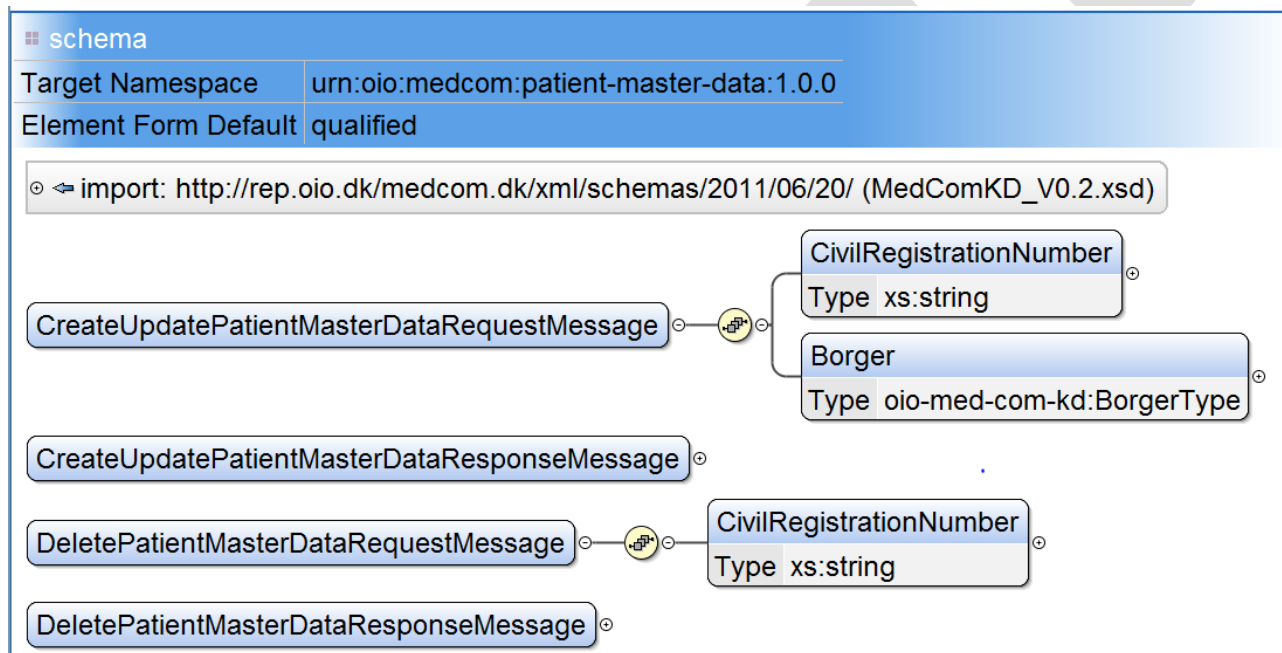 schema
Target Namespace urn:oio:medcom:patient-master-data:1.0.0
Element Form Default qualified
import: http://rep.oio.dk/medcom.dk/xml/schemas/2011/06/20/ (MedComKD_V0.2.xsd)
CivilRegistrationNumber
Type xs:string
CreateUpdatePatientMasterDataRequestMessage
Borger
Type oio-med-com-kd:BorgerType
CreateUpdatePatientMasterDataResponseMessage
CivilRegistrationNumber
DeletePatientMasterDataRequestMessage
Type xs:string
DeletePatientMasterDataResponseMessage